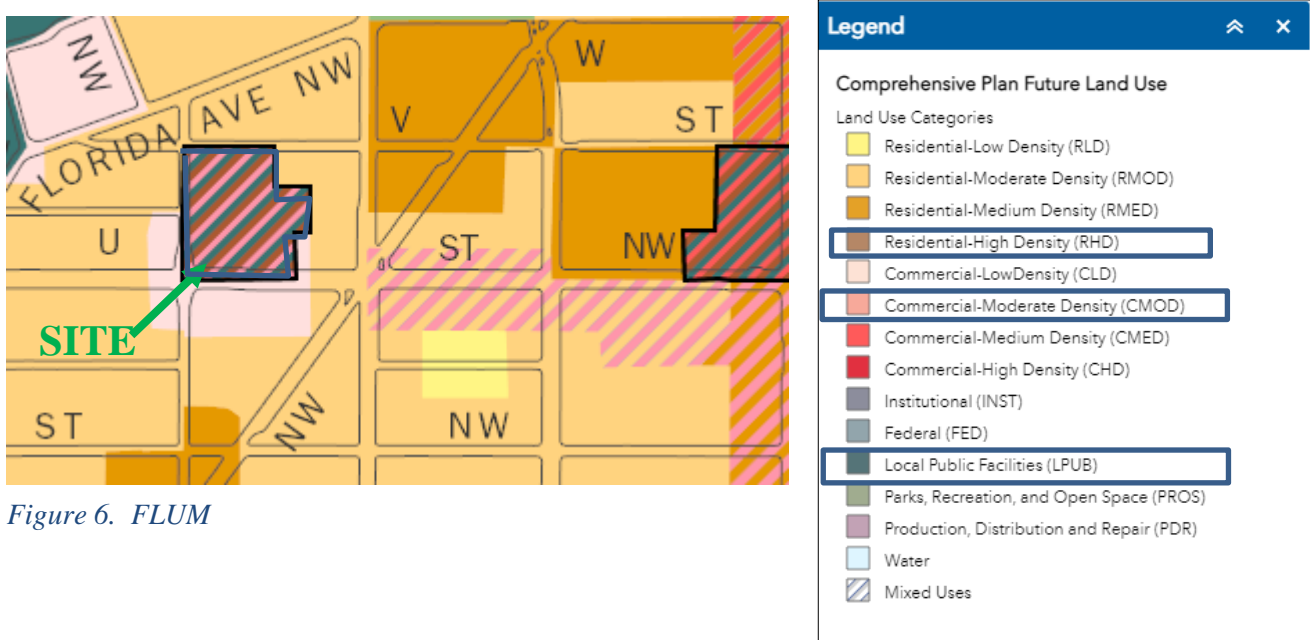 NW
FLORIDA AVE NW
V
W
ST
U
ST
NW
SITE
ST
NW
NW
Figure 6. FLUM
Legend
Comprehensive Plan Future Land Use
Land Use Categories
Residential-Low Density (RLD)
Residential-Moderate Density (RMOD)
Residential-Medium Density (RMED)
Residential-High Density (RHD)
Commercial-LowDensity (CLD)
Commercial-Moderate Density (CMOD)
Commercial-Medium Density (CMED)
Commercial-High Density (CHD)
Institutional (INST)
Federal (FED)
Local Public Facilities (LPUB)
Parks, Recreation, and Open Space (PROS)
Production, Distribution and Repair (PDR)
Water
Mixed Uses